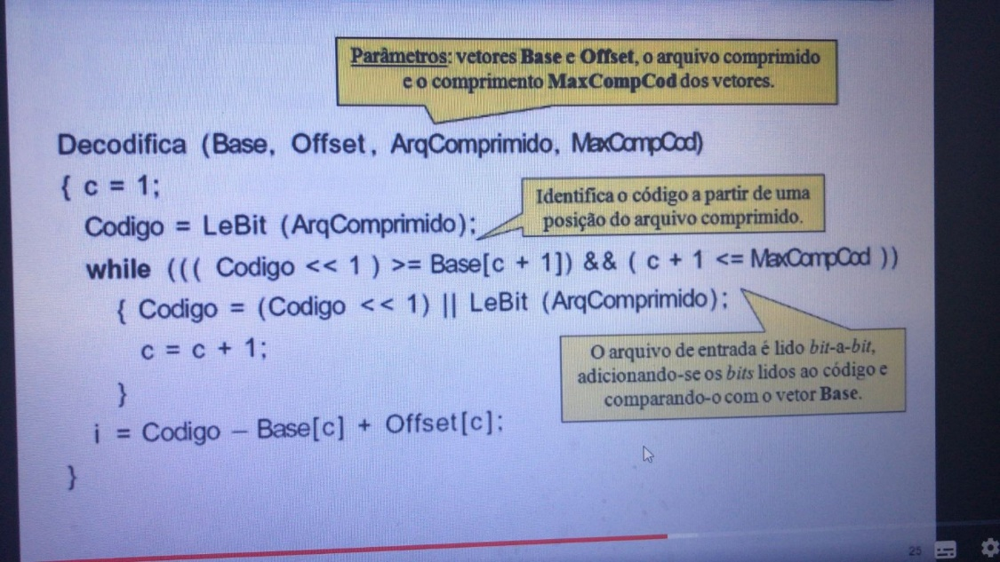 Parâmetros: vetores Base e Offset, o arquivo comprimido
e o comprimento MaxCompCod dos vetores.
Decodifica (Base, Offset, ArqComprimido, MaxCompCod)
{ c = 1;
Identifica o código a partir de uma
posição do arquivo comprimido.
Codigo = LeBit (ArqComprimido);
while ((( Codigo << 1 ) >= Base[c + 1]) && ( c + 1 <= MaxCompCod ))
{ Codigo = (Codigo << 1) || LeBit (ArqComprimido);
c = c + 1;
O arquivo de entrada é lido bit-a-bit,
adicionando-se os bits lidos ao código e
comparando-o com o vetor Base.
}
i = Codigo – Base[c] + Offset[c];
}
25